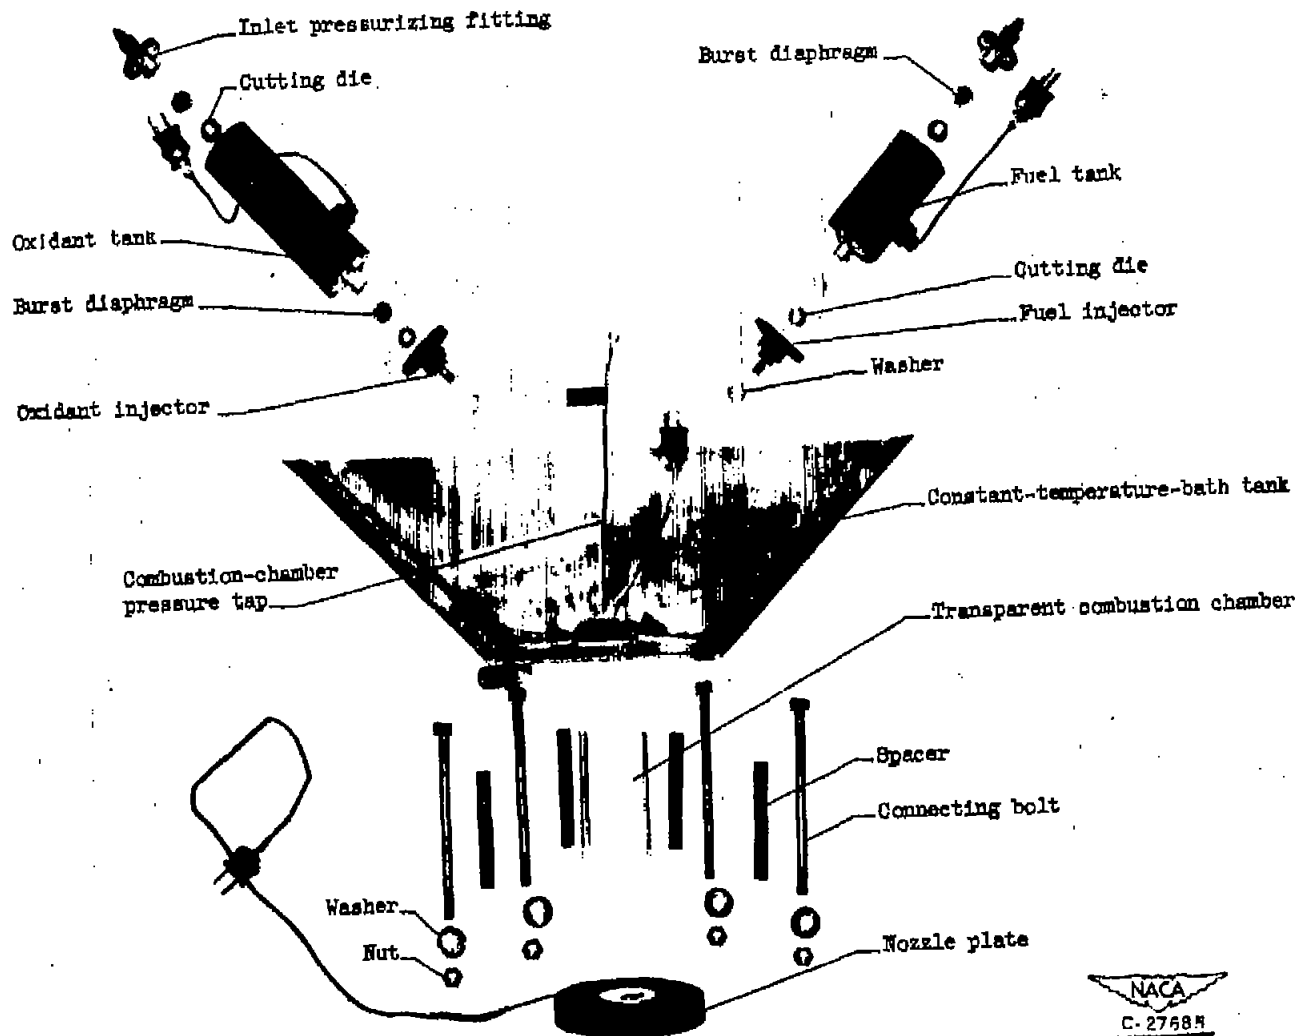 Inlet pressurizing fitting
Cutting die
Burst diaphragm
Fuel tank
Oxidant tank
Cutting die
Burst diaphragm
Fuel injector
Washer
Oxidant injector
Constant-temperature-bath tank
Combustion-chamber
pressure tap
Transparent combustion chamber
Spacer
Connecting bolt
Washer
Nut
Nozzle plate
NACA